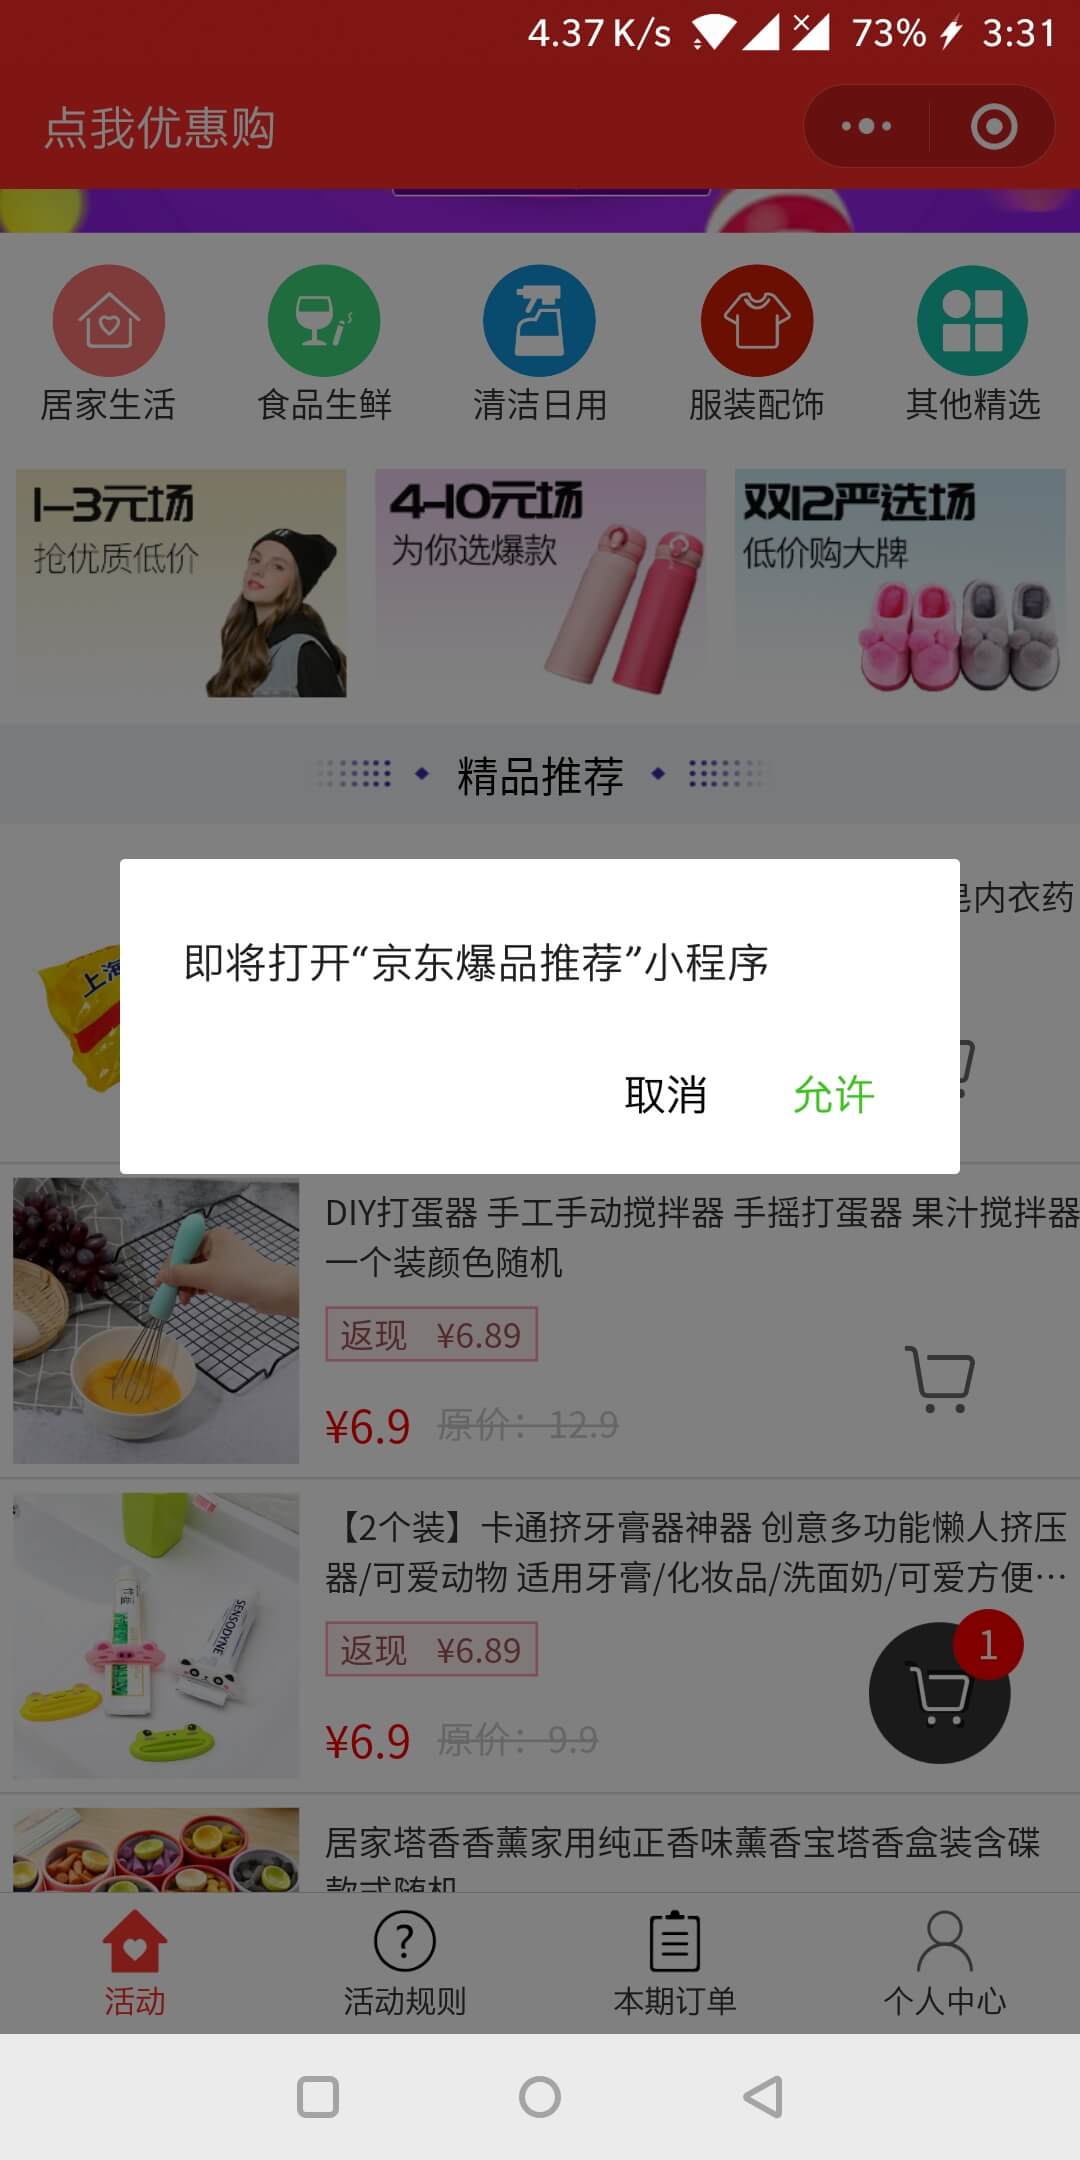 4.37 K/s 73% 3:31
点我优惠购
居家生活 食品生鲜 清洁日用 服装配饰 其他精选
1-3元场
抢优质低价
4-10元场
为你选爆款
双12严选场
低价购大牌
精品推荐
上海
皂内衣药
即将打开“京东爆品推荐”小程序
取消 允许
DIY打蛋器 手工手动搅拌器 手摇打蛋器 果汁搅拌器
一个装颜色随机
返现 ¥6.89
¥6.9 原价：12.9
【2个装】卡通挤牙膏器神器 创意多功能懒人挤压
器/可爱动物 适用牙膏/化妆品/洗面奶/可爱方便…
SENSODYNE
返现 ¥6.89
1
¥6.9 原价：9.9
居家塔香香薰家用纯正香味薰香宝塔香盒装含碟
款式随机
活动 活动规则 本期订单 个人中心